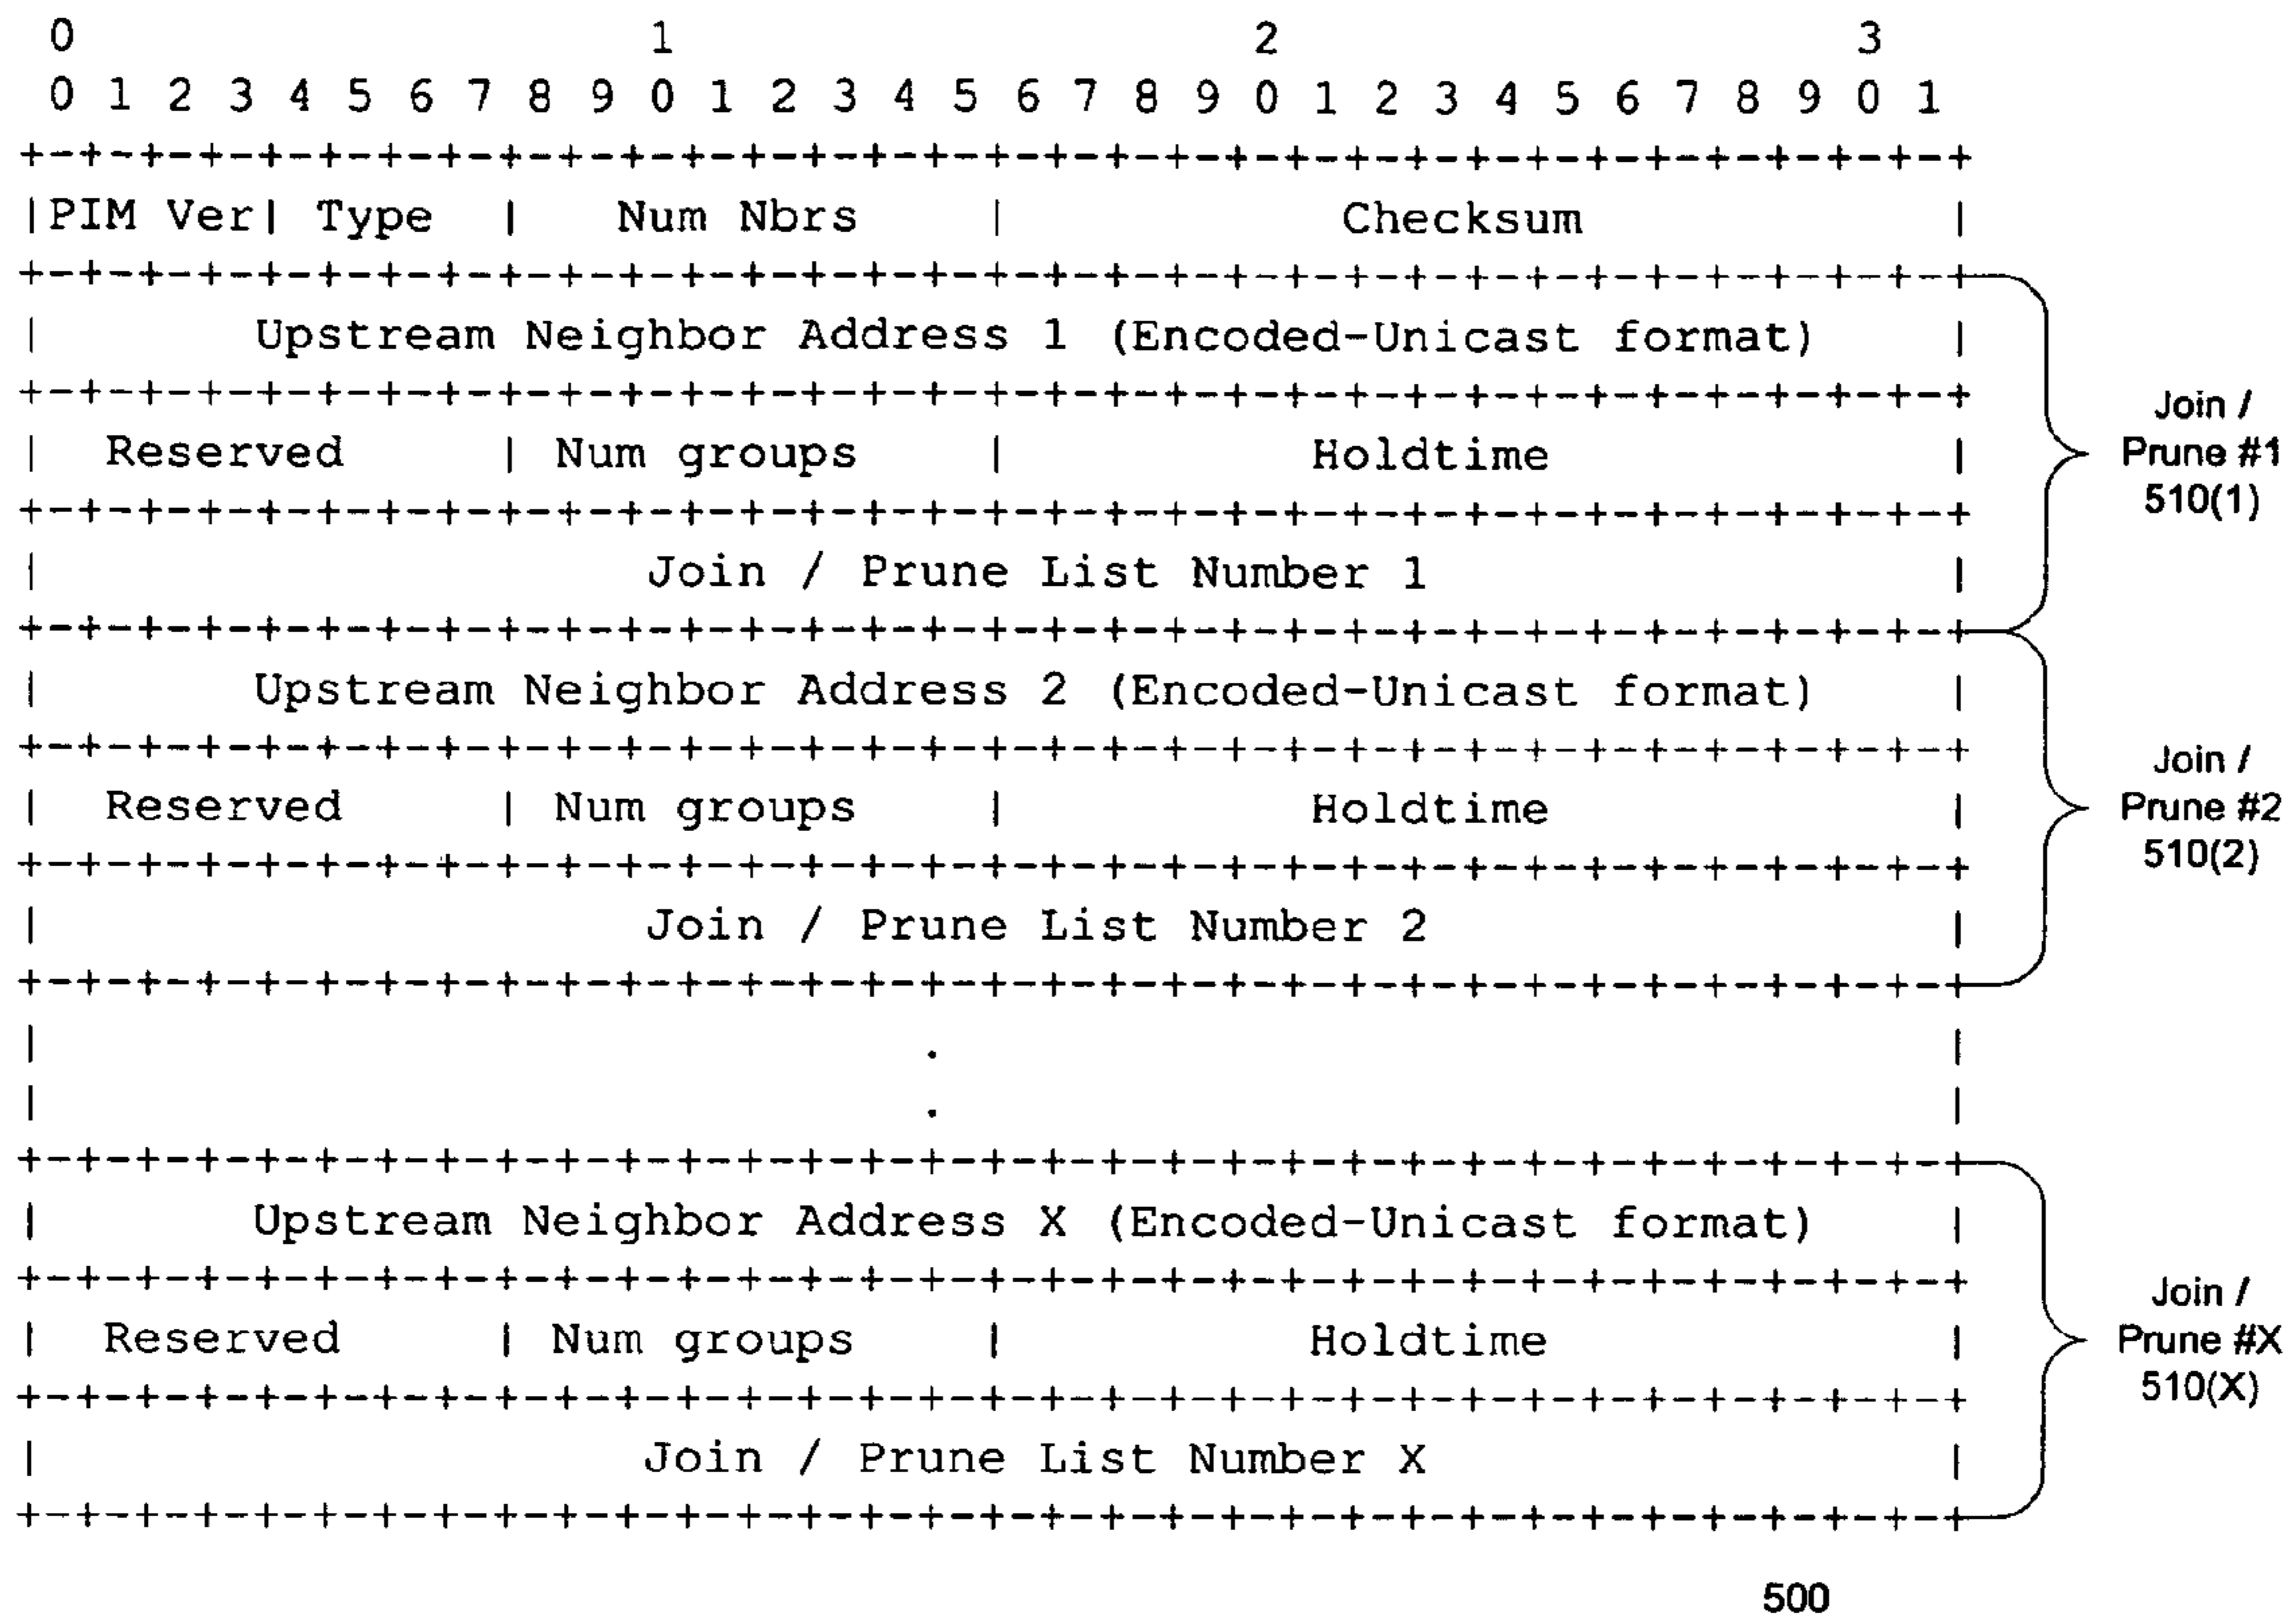 0 1 2 3
0 1 2 3 4 5 6 7 8 9 0 1 2 3 4 5 6 7 8 9 0 1 2 3 4 5 6 7 8 9 0 1
+-+-+-+-+-+-+-+-+-+-+-+-+-+-+-+-+-+-+-+-+-+-+-+-+-+-+-+-+-+-+-+-+
|PIM Ver| Type | Num Nbrs | Checksum |
+-+-+-+-+-+-+-+-+-+-+-+-+-+-+-+-+-+-+-+-+-+-+-+-+-+-+-+-+-+-+-+-+
| Upstream Neighbor Address 1 (Encoded-Unicast format) |
+-+-+-+-+-+-+-+-+-+-+-+-+-+-+-+-+-+-+-+-+-+-+-+-+-+-+-+-+-+-+-+-+
| Reserved | Num groups | Holdtime |
+-+-+-+-+-+-+-+-+-+-+-+-+-+-+-+-+-+-+-+-+-+-+-+-+-+-+-+-+-+-+-+-+
| Join / Prune List Number 1 |
+-+-+-+-+-+-+-+-+-+-+-+-+-+-+-+-+-+-+-+-+-+-+-+-+-+-+-+-+-+-+-+-+
Join /
Prune #1
510(1)
| Upstream Neighbor Address 2 (Encoded-Unicast format) |
+-+-+-+-+-+-+-+-+-+-+-+-+-+-+-+-+-+-+-+-+-+-+-+-+-+-+-+-+-+-+-+-+
| Reserved | Num groups | Holdtime |
+-+-+-+-+-+-+-+-+-+-+-+-+-+-+-+-+-+-+-+-+-+-+-+-+-+-+-+-+-+-+-+-+
| Join / Prune List Number 2 |
+-+-+-+-+-+-+-+-+-+-+-+-+-+-+-+-+-+-+-+-+-+-+-+-+-+-+-+-+-+-+-+-+
Join /
Prune #2
510(2)
| . |
| . |
+-+-+-+-+-+-+-+-+-+-+-+-+-+-+-+-+-+-+-+-+-+-+-+-+-+-+-+-+-+-+-+-+
| Upstream Neighbor Address X (Encoded-Unicast format) |
+-+-+-+-+-+-+-+-+-+-+-+-+-+-+-+-+-+-+-+-+-+-+-+-+-+-+-+-+-+-+-+-+
| Reserved | Num groups | Holdtime |
+-+-+-+-+-+-+-+-+-+-+-+-+-+-+-+-+-+-+-+-+-+-+-+-+-+-+-+-+-+-+-+-+
| Join / Prune List Number X |
+-+-+-+-+-+-+-+-+-+-+-+-+-+-+-+-+-+-+-+-+-+-+-+-+-+-+-+-+-+-+-+-+
Join /
Prune #X
510(X)
500